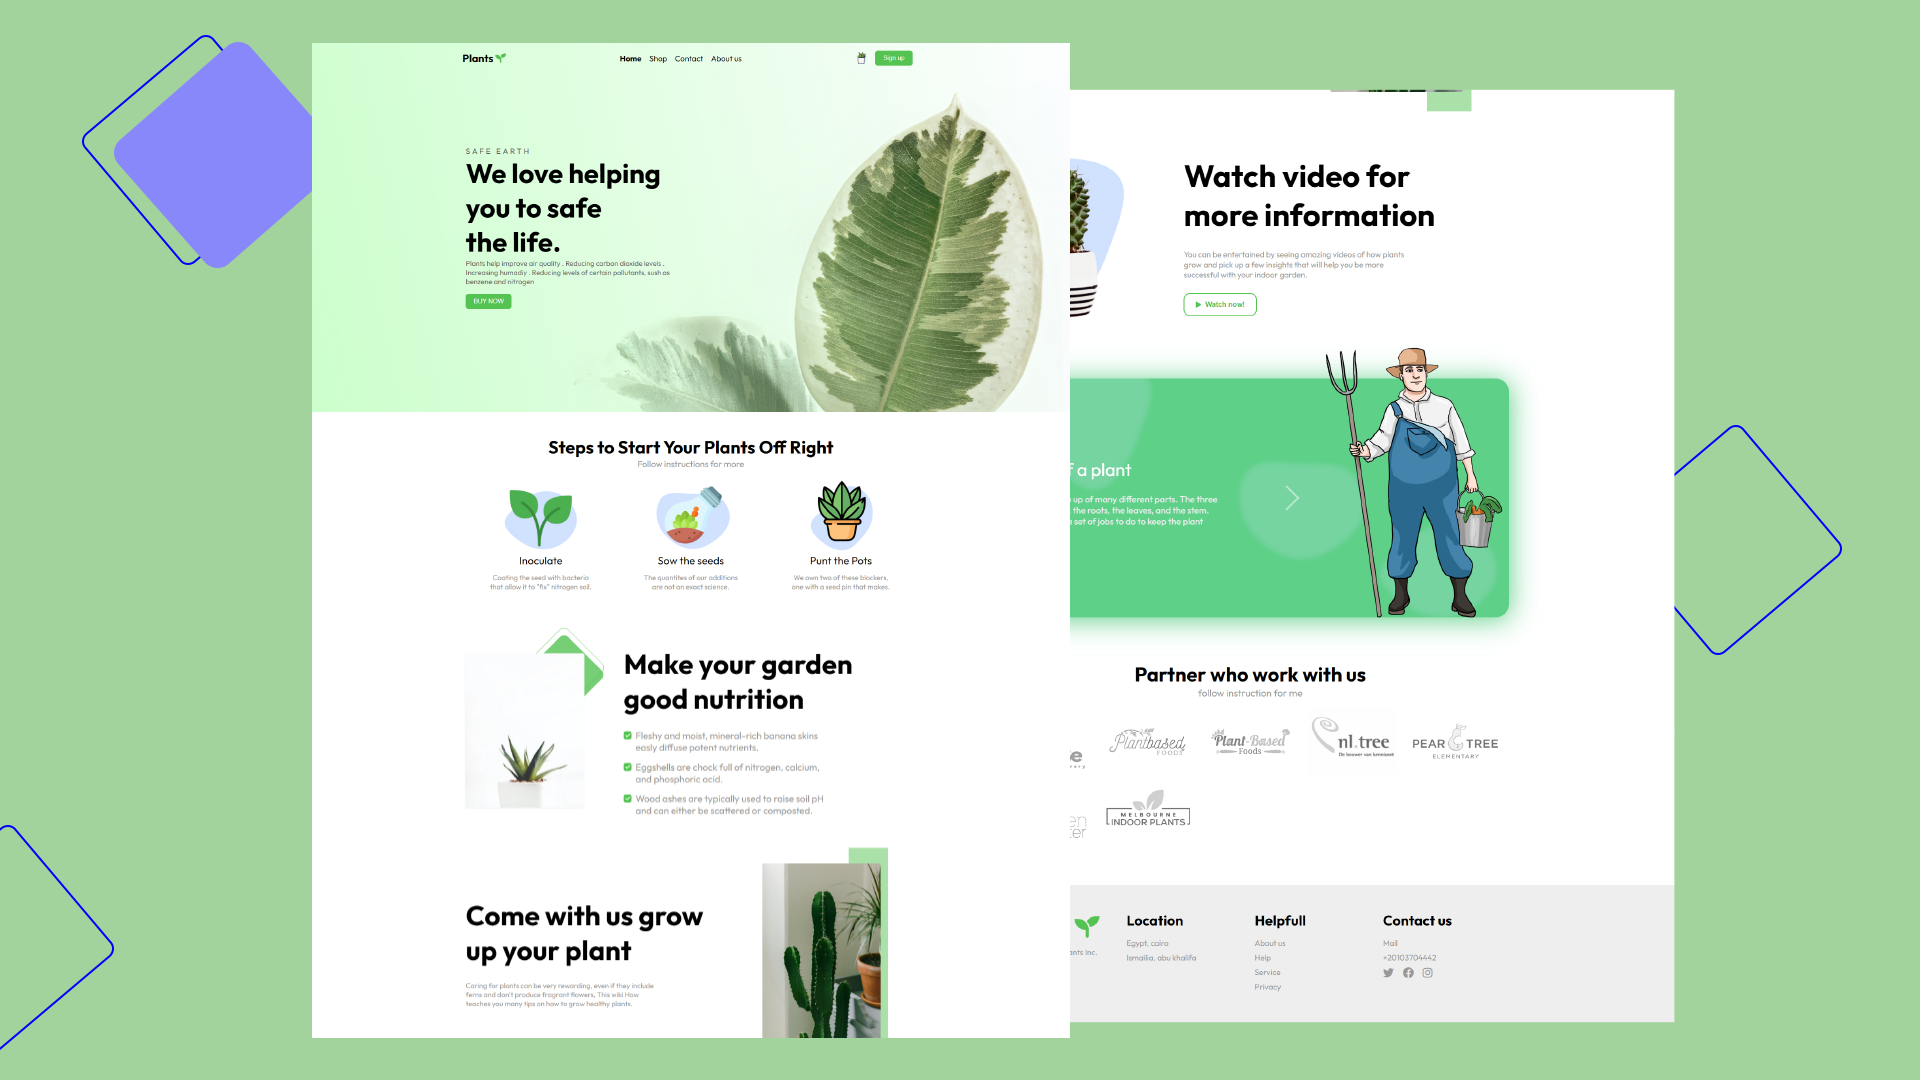 Plants
Home Shop Contact About us
Sign up
SAFE EARTH
We love helping
you to safe
the life.
Plants help improve air quality . Reducing carbon dioxide levels .
Increasing humadiy . Reducing levels of certain pollutants, sush as
benzene and nitrogen
BUY NOW
Steps to Start Your Plants Off Right
Follow instructions for more
Inoculate
Coating the seed with bacteria
that allow it to "fix" nitrogen soil.
Sow the seeds
The quantites of our additions
are not an exact science.
Punt the Pots
We own two of these blockers,
one with a seed pin that makes.
Make your garden
good nutrition
Fleshy and moist, mineral-rich banana skins
easly diffuse potent nutrients,
Eggshells are chock full of nitrogen, calcium,
and phosphoric acid.
Wood ashes are typically used to raise soil pH
and can either be scattered or composted.
Come with us grow
up your plant
Caring for plants can be very rewarding, even if they include
ferns and don't produce fragrant flowers, This wiki How
teaches you many tips on how to grow healthy plants.
Watch video for
more information
You can be entertained by seeing amazing videos of how plants
grow and pick up a few insights that will help you be more
successful with your indoor garden.
Watch now!
f a plant
up of many different parts. The three
the roots, the leaves, and the stem.
set of jobs to do to keep the plant
Partner who work with us
follow instruction for me
Plantbased
FOODS
Plant-Based
Foods
nl.tree
De bouwer van kennisnet
PEAR TREE
ELEMENTARY
en
ter
MELBOURNE
INDOOR PLANTS
ants Inc.
Location
Egypt, cairo
Ismailia, abu khalifa
Helpfull
About us
Help
Service
Privacy
Contact us
Mail
+20103704442